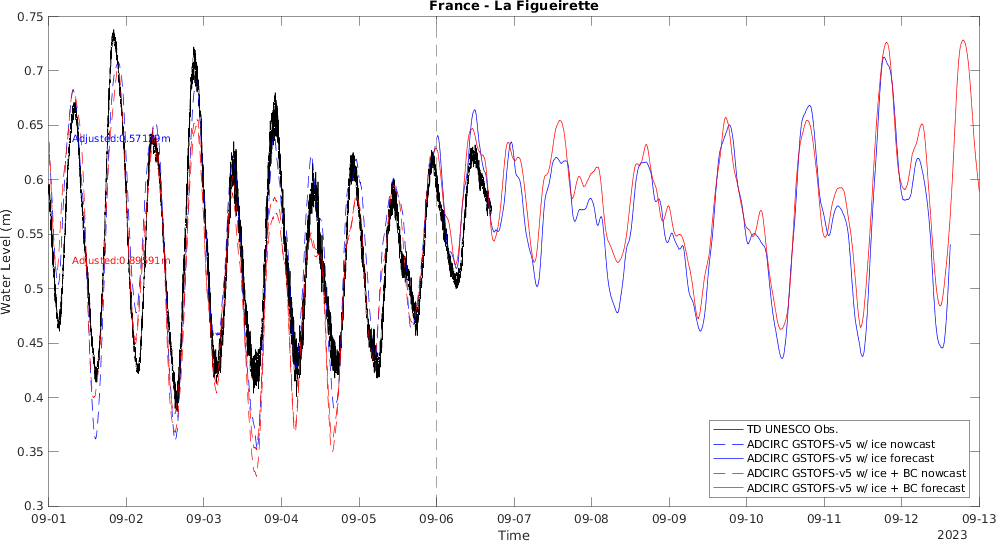 France - La Figueirette
0.75
0.7
0.65
0.6
0.55
0.5
0.45
0.4
0.35
0.3
Water Level (m)
TD UNESCO Obs.
ADCIRC GSTOFS-v5 w/ ice nowcast
ADCIRC GSTOFS-v5 w/ ice forecast
ADCIRC GSTOFS-v5 w/ ice + BC nowcast
ADCIRC GSTOFS-v5 w/ ice + BC forecast
09-01 09-02 09-03 09-04 09-05 09-06 09-07 09-08 09-09 09-10 09-11 09-12 09-13
Time
2023